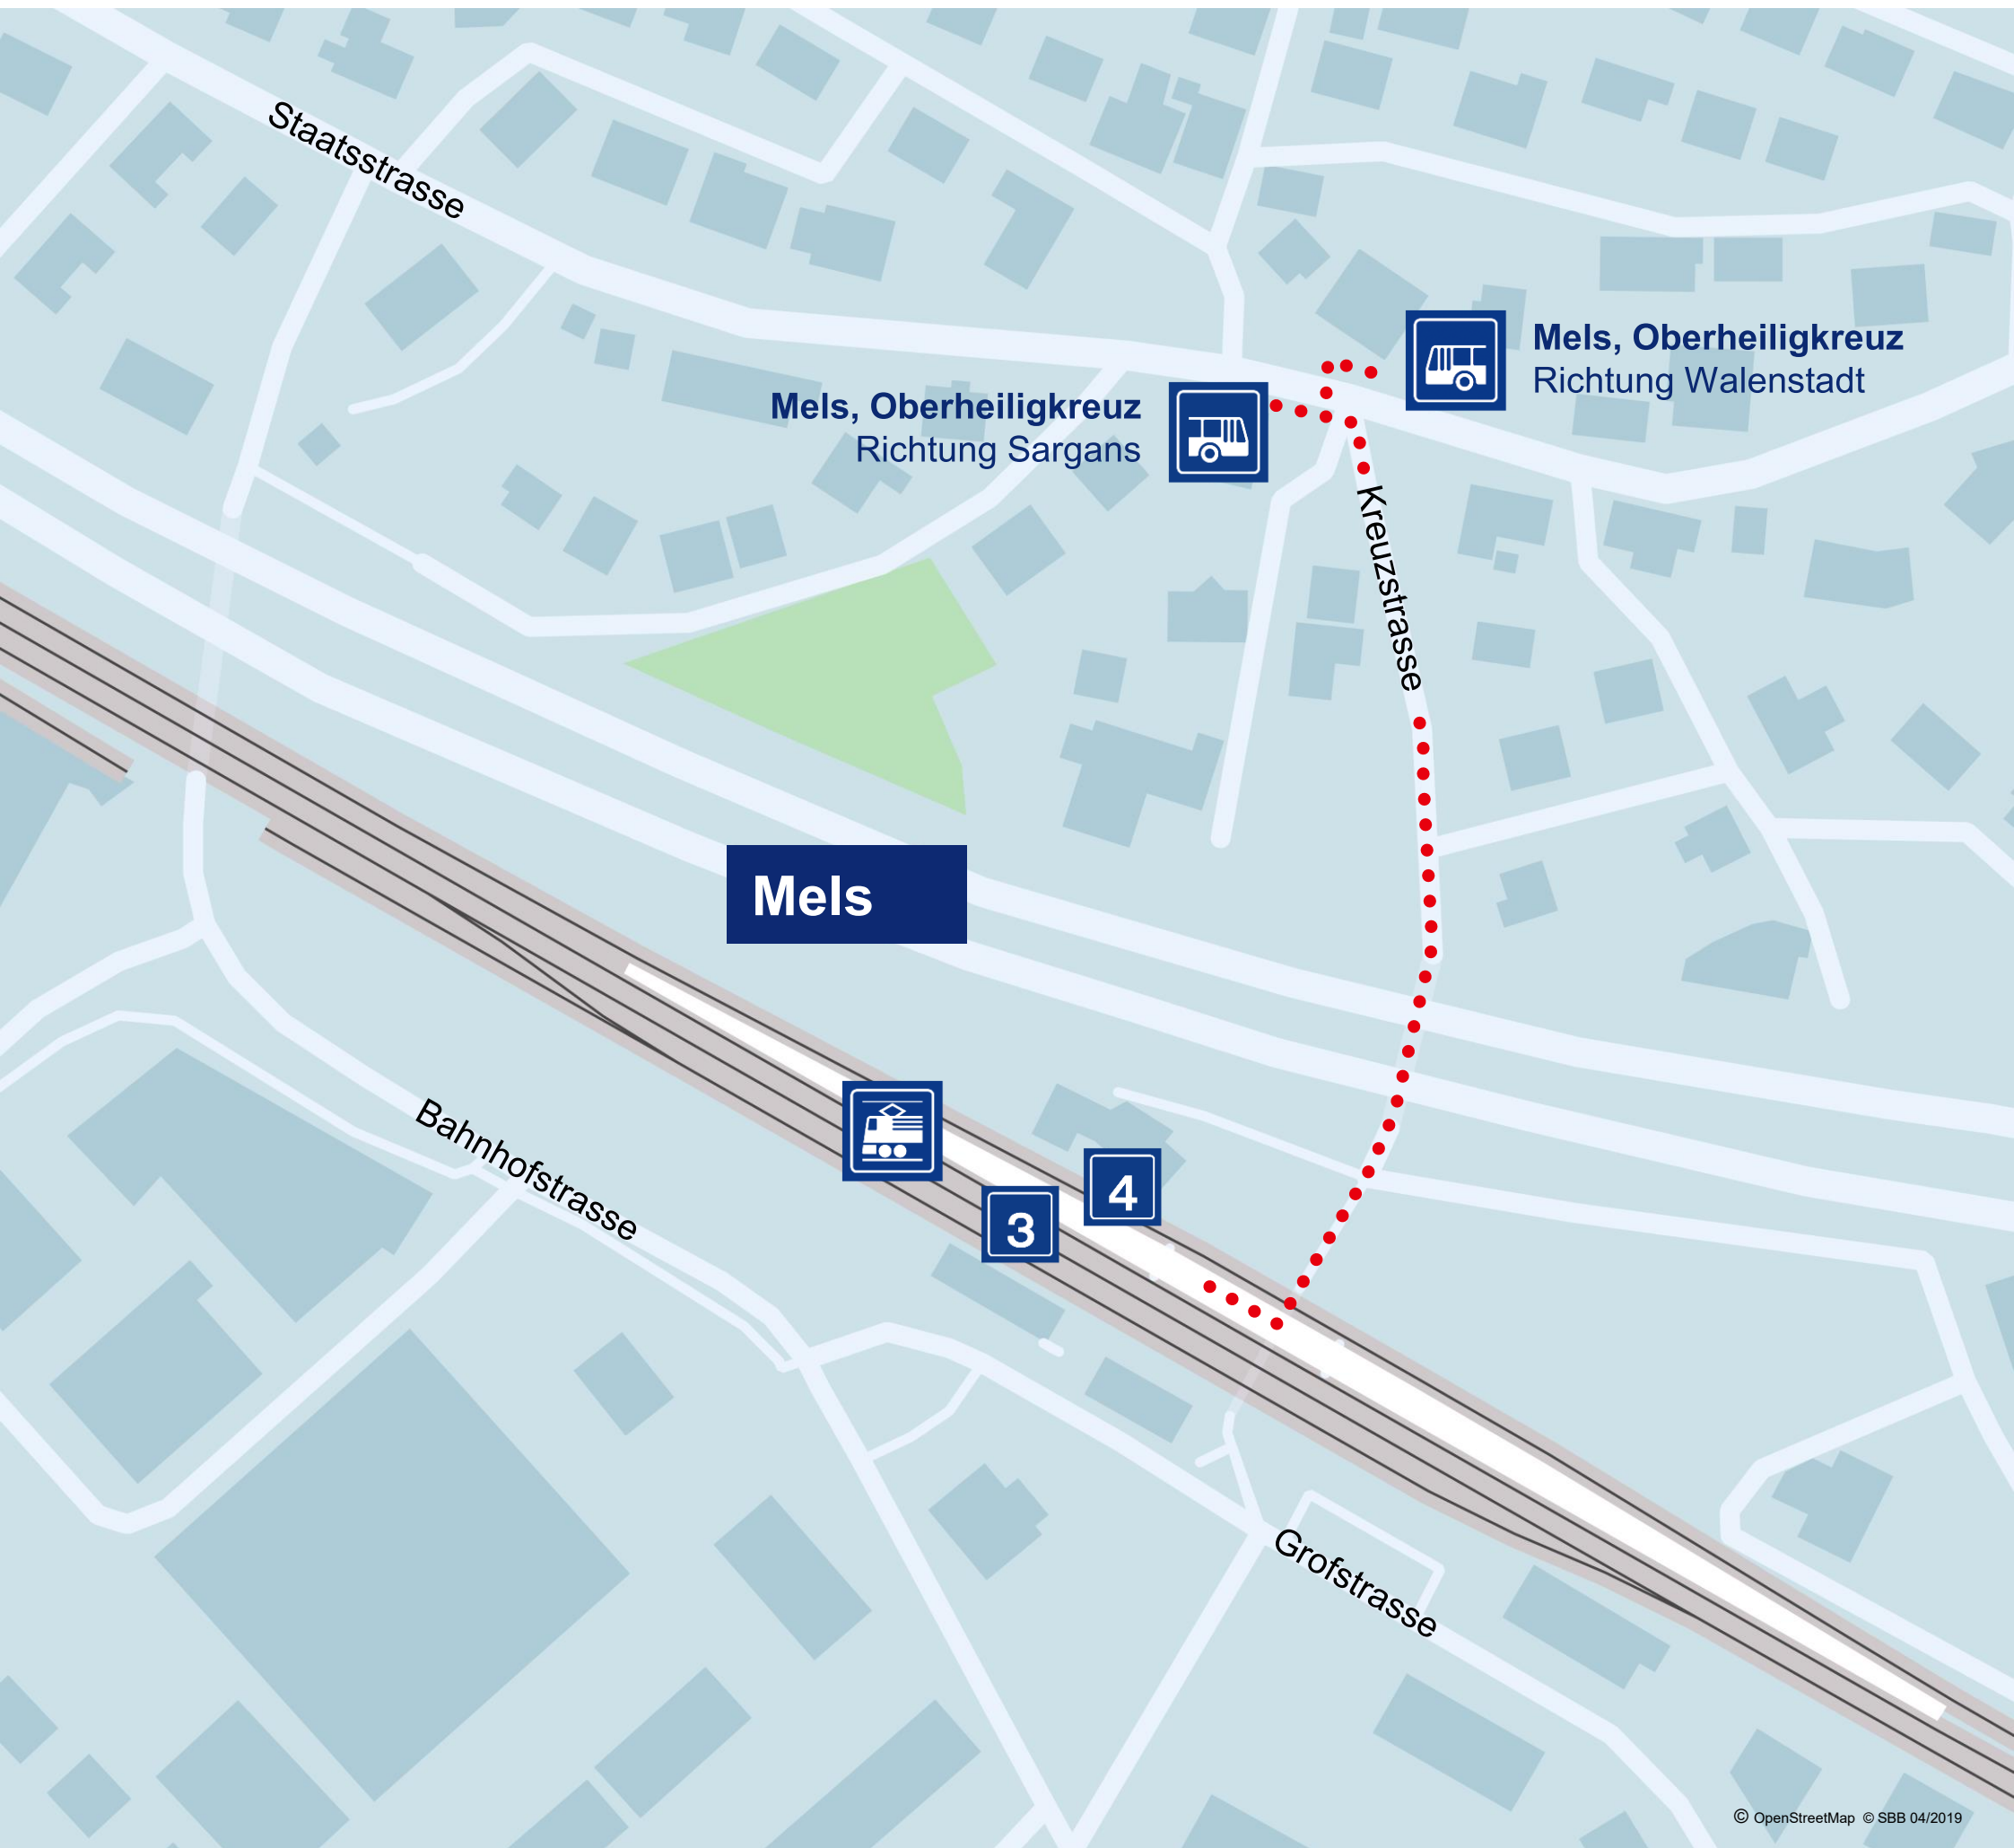 Staatsstrasse
Mels, Oberheiligkreuz
Richtung Walenstadt
Mels, Oberheiligkreuz
Richtung Sargans
Kreuzstrasse
Mels
Bahnhofstrasse
4
3
Grofstrasse
© OpenStreetMap © SBB 04/2019